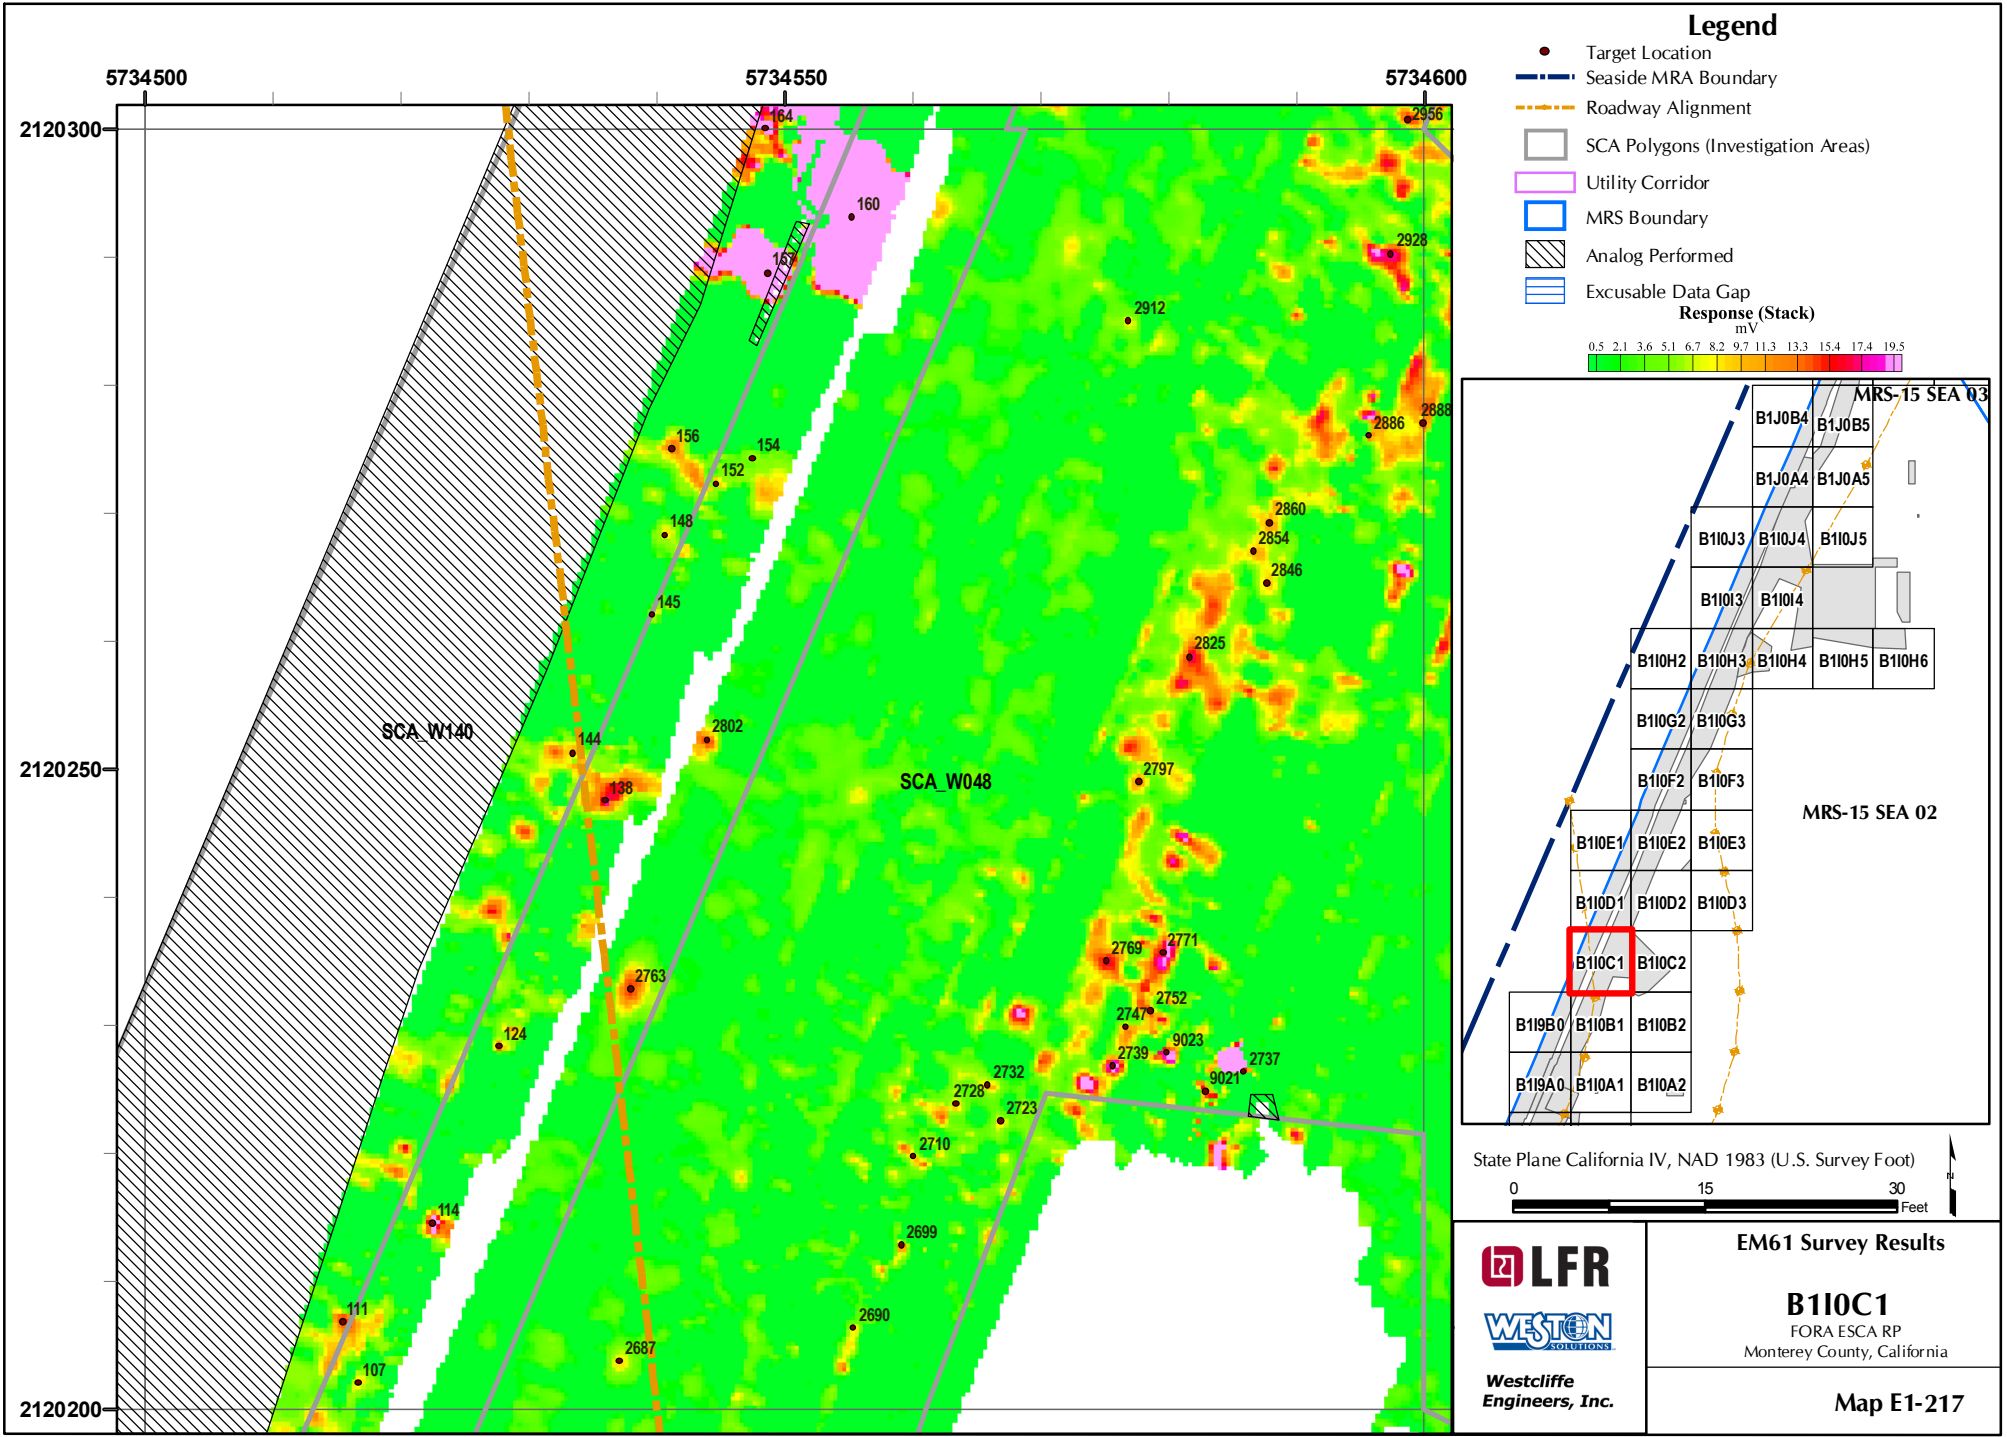 5734500
5734550
5734600
2120300
2120250
2120200
164
160
157
156
154
152
148
145
144
138
124
114
111
107
2956
2928
2912
2888
2886
2860
2854
2846
2825
2802
2797
2771
2769
2763
2752
2747
2739
9023
2737
9021
2732
2728
2723
2710
2699
2690
2687
SCA_W140
SCA_W048
Legend
Target Location
Seaside MRA Boundary
Roadway Alignment
SCA Polygons (Investigation Areas)
Utility Corridor
MRS Boundary
Analog Performed
Excusable Data Gap
Response (Stack)
mV
0.5 2.1 3.6 5.1 6.7 8.2 9.7 11.3 13.3 15.4 17.4 19.5
MRS-15 SEA 03
B1J0B4 B1J0B5
B1J0A4 B1J0A5
B1I0J3 B1I0J4 B1I0J5
B1I0I3 B1I0I4
B1I0H2 B1I0H3 B1I0H4 B1I0H5 B1I0H6
B1I0G2 B1I0G3
B1I0F2 B1I0F3
MRS-15 SEA 02
B1I0E1 B1I0E2 B1I0E3
B1I0D1 B1I0D2 B1I0D3
B1I0C1 B1I0C2
B1I9B0 B1I0B1 B1I0B2
B1I9A0 B1I0A1 B1I0A2
State Plane California IV, NAD 1983 (U.S. Survey Foot)
0 15 30
Feet
N
LFR
WESTON
SOLUTIONS
Westcliffe
Engineers, Inc.
EM61 Survey Results
B1I0C1
FORA ESCA RP
Monterey County, California
Map E1-217